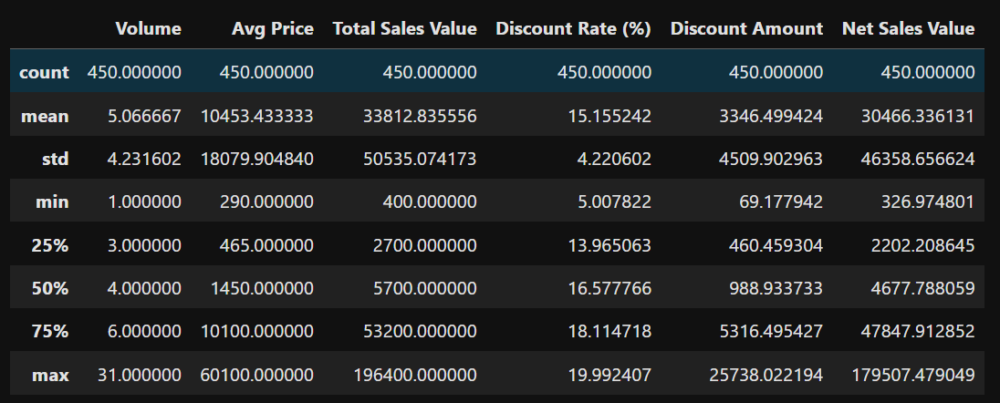 Volume Avg Price Total Sales Value Discount Rate (%) Discount Amount Net Sales Value
count 450.000000 450.000000 450.000000 450.000000 450.000000 450.000000
mean 5.066667 10453.433333 33812.835556 15.155242 3346.499424 30466.336131
std 4.231602 18079.904840 50535.074173 4.220602 4509.902963 46358.656624
min 1.000000 290.000000 400.000000 5.007822 69.177942 326.974801
25% 3.000000 465.000000 2700.000000 13.965063 460.459304 2202.208645
50% 4.000000 1450.000000 5700.000000 16.577766 988.933733 4677.788059
75% 6.000000 10100.000000 53200.000000 18.114718 5316.495427 47847.912852
max 31.000000 60100.000000 196400.000000 19.992407 25738.022194 179507.479049